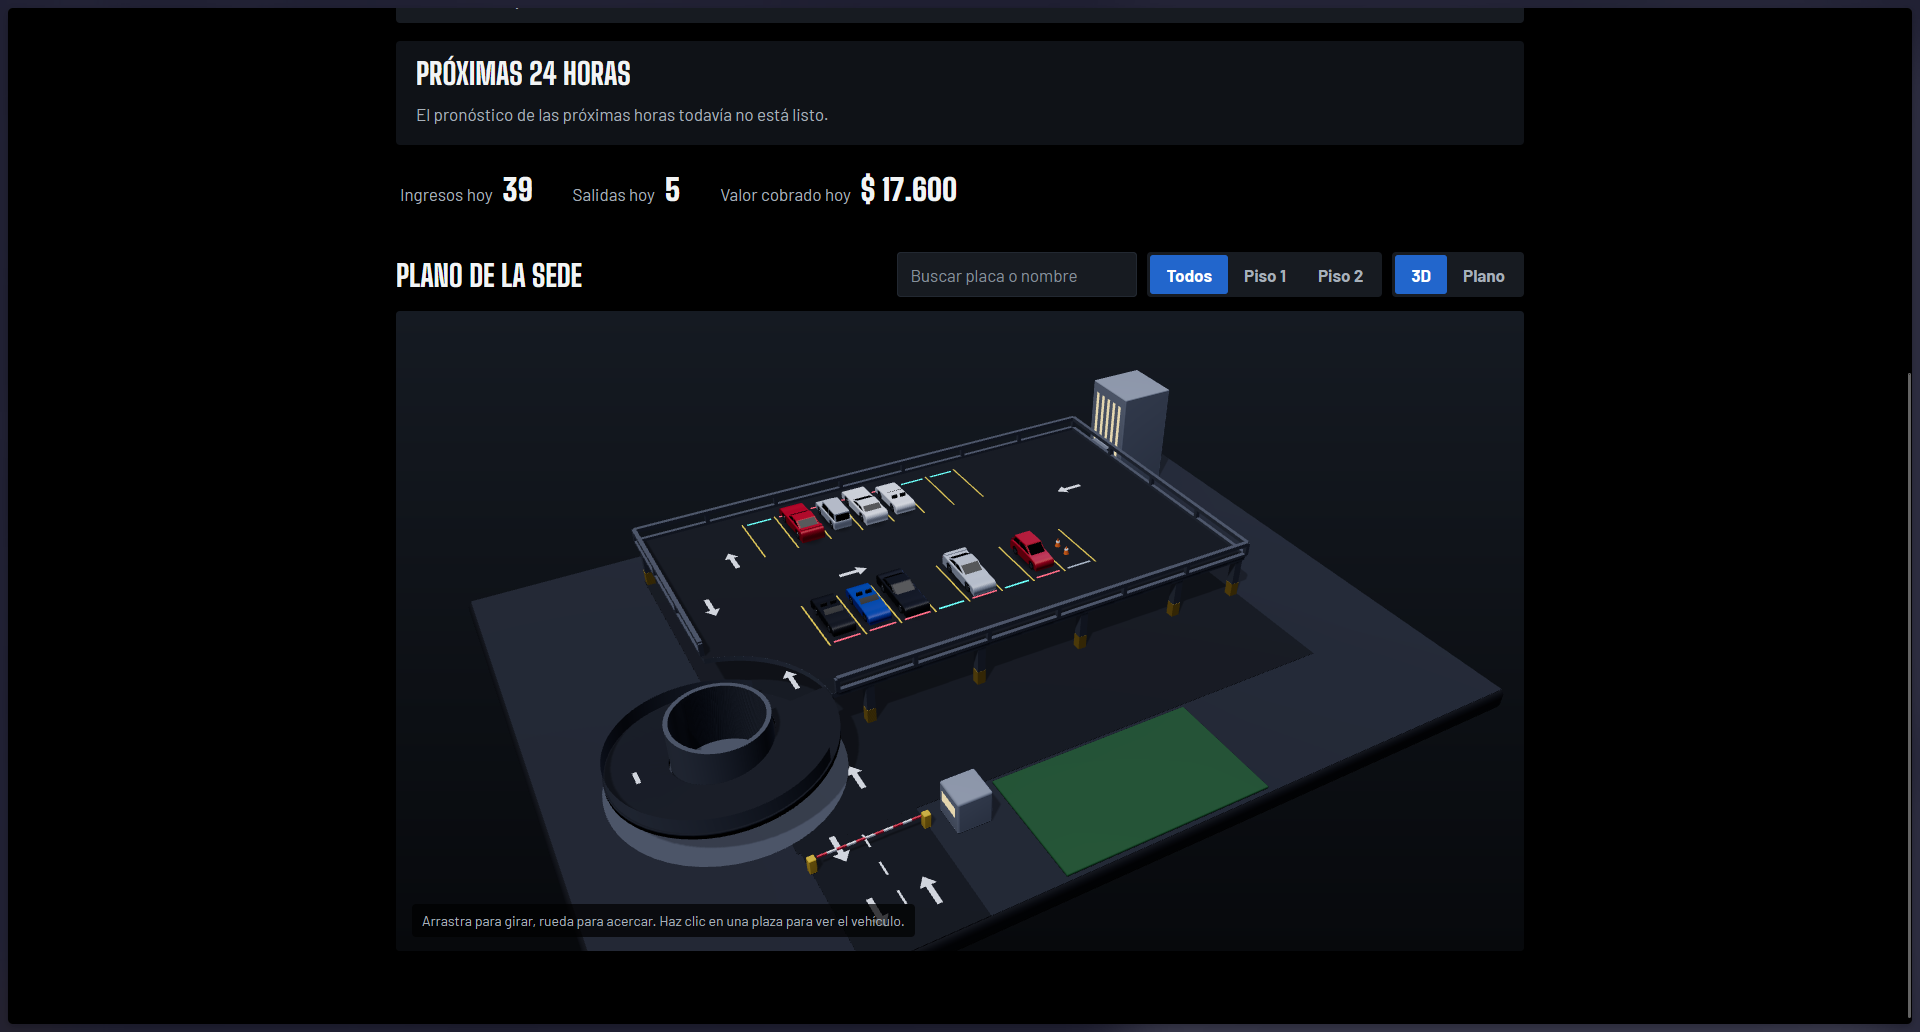 PRÓXIMAS 24 HORAS
El pronóstico de las próximas horas todavía no está listo.
Ingresos hoy 39 Salidas hoy 5 Valor cobrado hoy $ 17.600
PLANO DE LA SEDE Buscar placa o nombre Todos Piso 1 Piso 2 3D Plano
Arrastra para girar, rueda para acercar. Haz clic en una plaza para ver el vehículo.